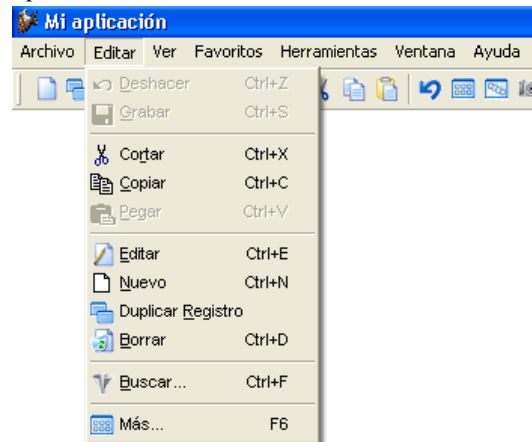 Mi aplicación
Archivo Editar Ver Favoritos Herramientas Ventana Ayuda
Deshacer Ctrl+Z
Grabar Ctrl+S
Cortar Ctrl+X
Copiar Ctrl+C
Pegar Ctrl+V
Editar Ctrl+E
Nuevo Ctrl+N
Duplicar Registro
Borrar Ctrl+D
Buscar... Ctrl+F
Más... F6